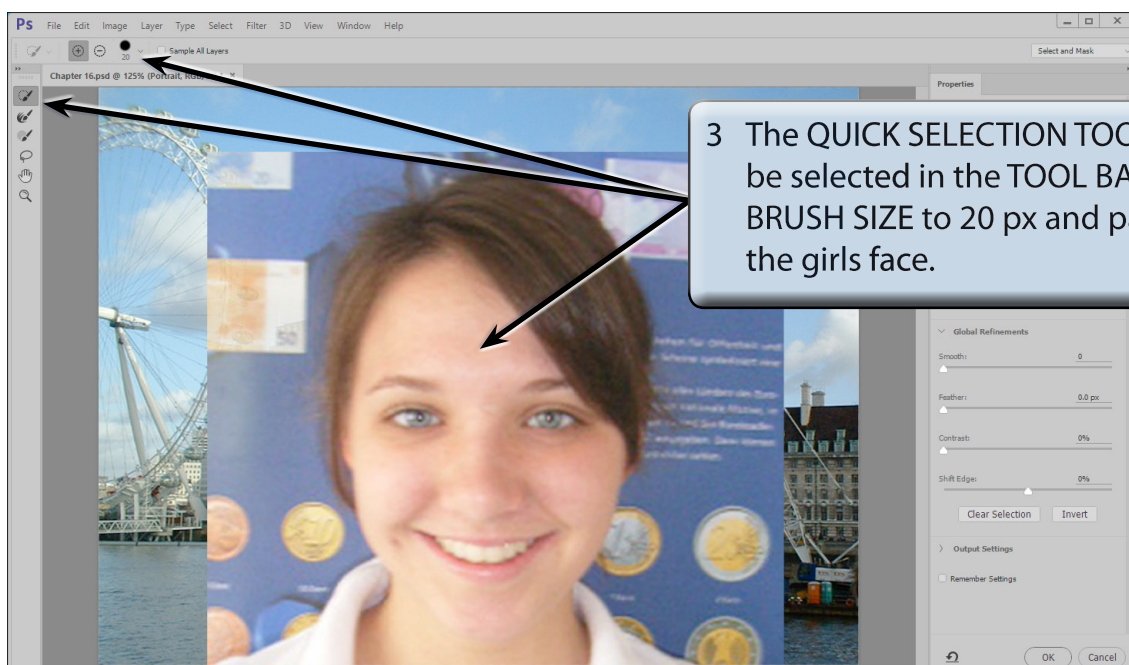 Ps File Edit Image Layer Type Select Filter 3D View Window Help
20 Sample All Layers Select and Mask
Chapter 16.psd @ 125% (Portrait, RGB/
Properties
3 The QUICK SELECTION TOO
be selected in the TOOL BA
BRUSH SIZE to 20 px and pa
the girls face.
50
Global Refinements
Smooth: 0
Feather: 0.0 px
Contrast: 0%
Shift Edge: 0%
Clear Selection Invert
Output Settings
Remember Settings
OK Cancel